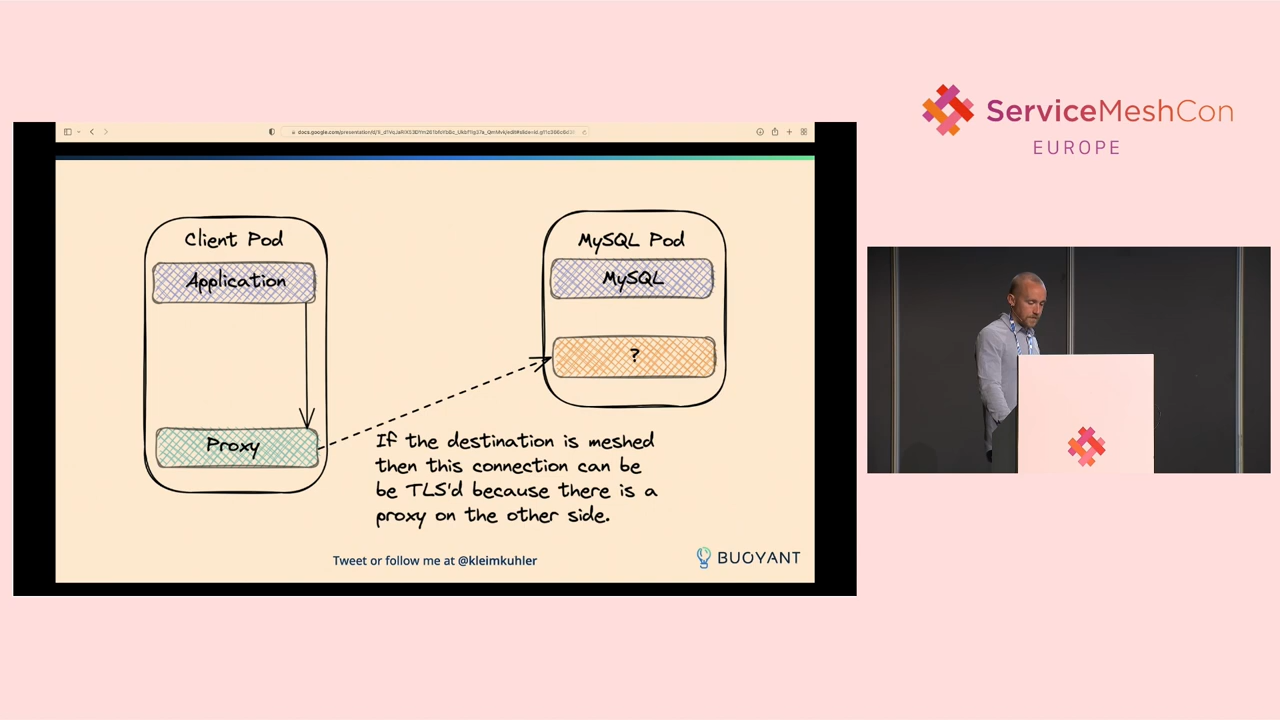 ServiceMeshCon
EUROPE
Client Pod
Application
Proxy
MySQL Pod
MySQL
?
If the destination is meshed
then this connection can be
be TLS'd because there is a
proxy on the other side.
Tweet or follow me at @kleimkuhler
BUOYANT